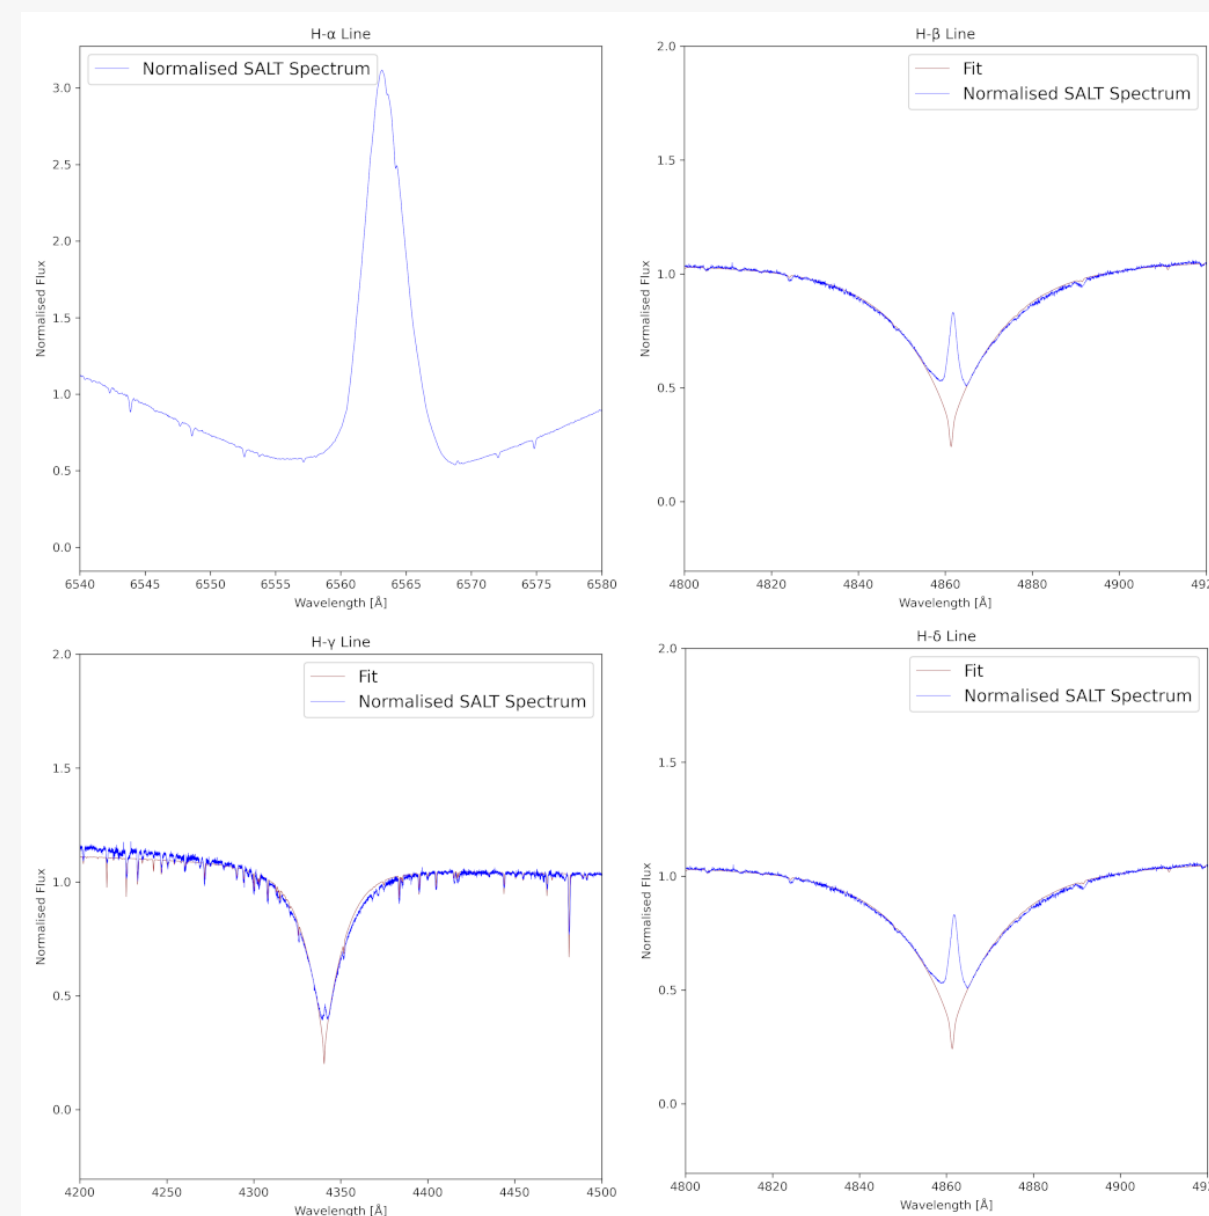 H-α Line
Normalised SALT Spectrum
3.0
2.5
2.0
1.5
1.0
0.5
0.0
Normalised Flux
6540 6545 6550 6555 6560 6565 6570 6575 6580
Wavelength [Å]
H-β Line
Fit
Normalised SALT Spectrum
2.0
1.5
1.0
0.5
0.0
Normalised Flux
4800 4820 4840 4860 4880 4900
Wavelength [Å]
H-γ Line
Fit
Normalised SALT Spectrum
2.0
1.5
1.0
0.5
0.0
Normalised Flux
4200 4250 4300 4350 4400 4450 4500
Wavelength [Å]
H-δ Line
Fit
Normalised SALT Spectrum
2.0
1.5
1.0
0.5
0.0
Normalised Flux
4800 4820 4840 4860 4880 4900
Wavelength [Å]